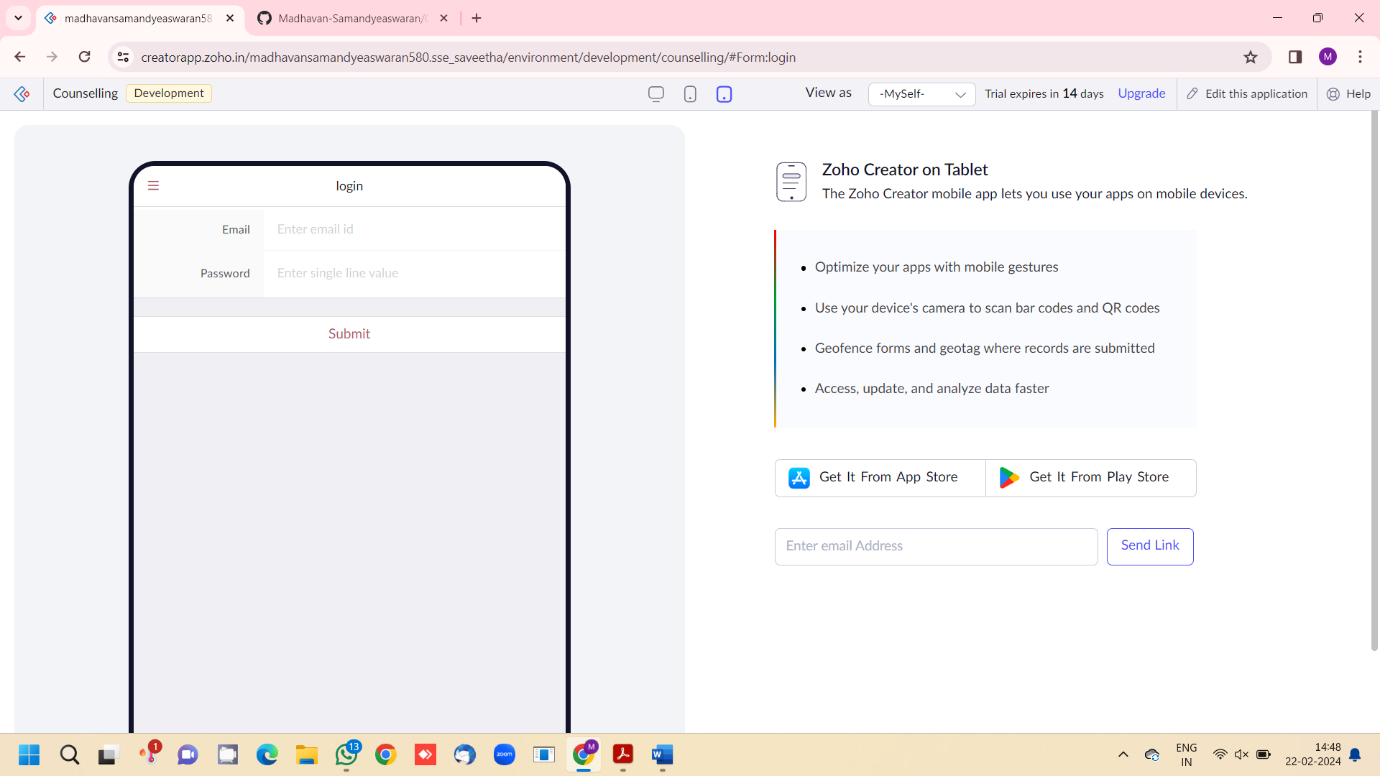 madhavansamandyeaswaran58
Madhavan-Samandyeaswaran/
creatorapp.zoho.in/madhavansamandyeaswaran580.sse_saveetha/environment/development/counselling/#Form:login
M
Counselling
Development
View as
-MySelf-
Trial expires in 14 days
Upgrade
Edit this application
Help
login
Email
Enter email id
Password
Enter single line value
Submit
Zoho Creator on Tablet
The Zoho Creator mobile app lets you use your apps on mobile devices.
• Optimize your apps with mobile gestures
• Use your device's camera to scan bar codes and QR codes
• Geofence forms and geotag where records are submitted
• Access, update, and analyze data faster
Get It From App Store
Get It From Play Store
Enter email Address
Send Link
1
13
zoom
M
W
ENG
IN
14:48
22-02-2024